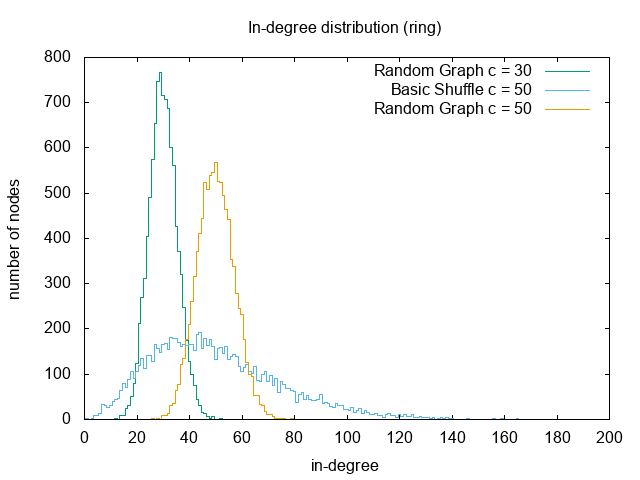 In-degree distribution (ring)
800
700
600
500
400
300
200
100
0
number of nodes
Random Graph c = 30
Basic Shuffle c = 50
Random Graph c = 50
0 20 40 60 80 100 120 140 160 180 200
in-degree